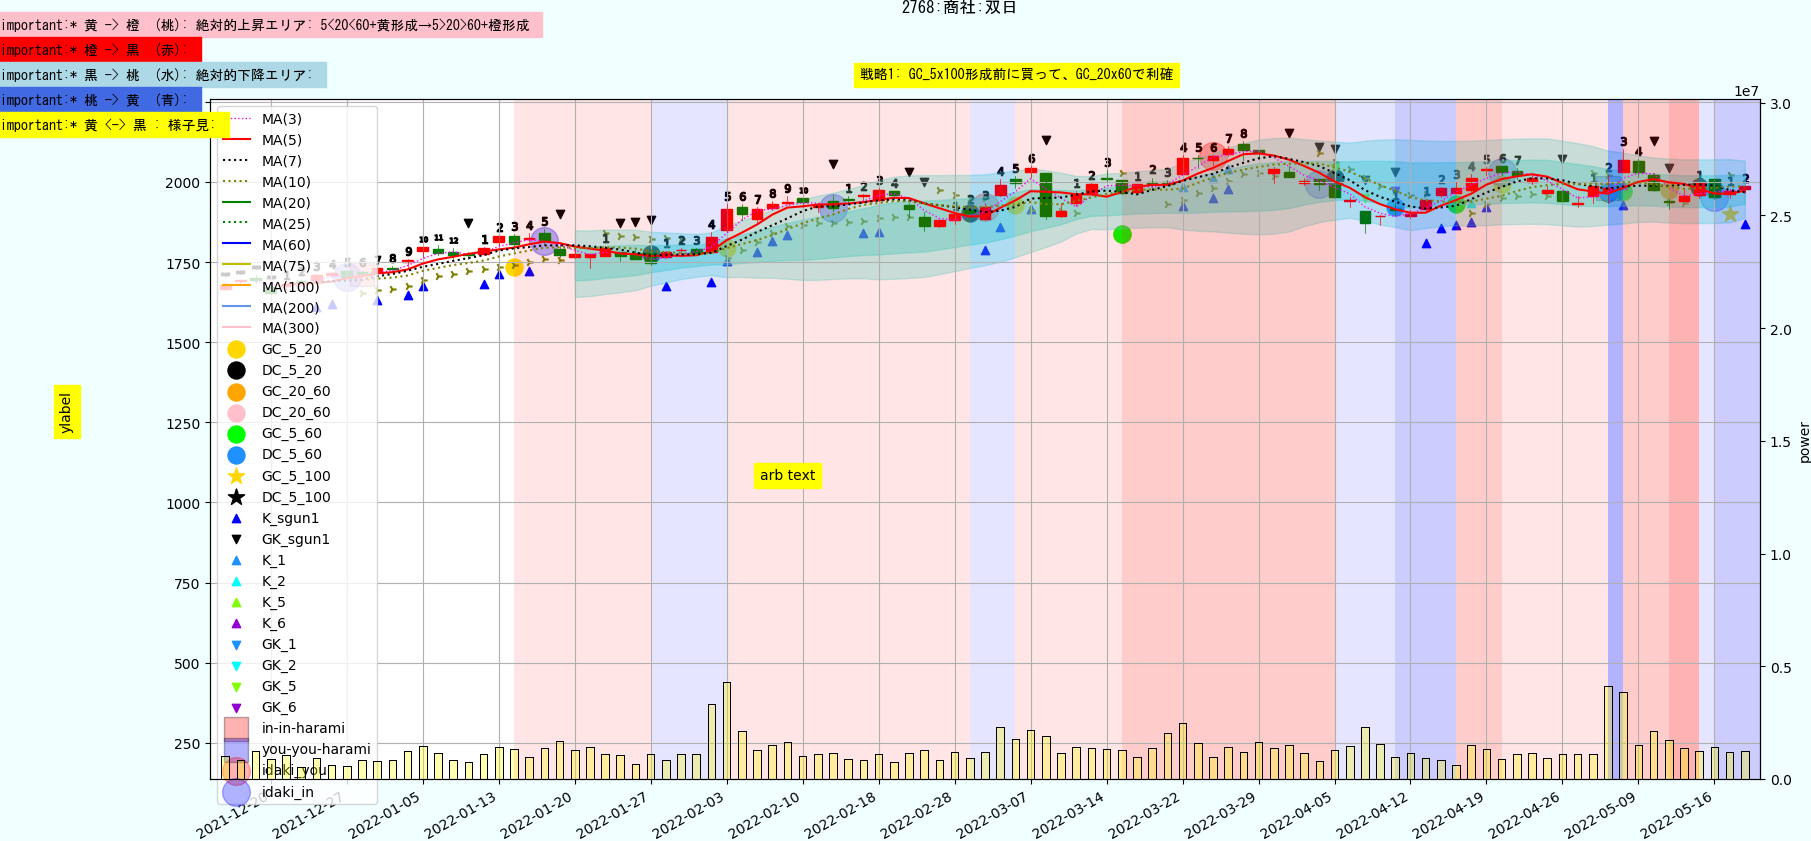 2768:商社:双日
important:* 黄 -> 橙 (桃): 絶対的上昇エリア: 5<20<60+黄形成→5>20>60+橙形成
important:* 橙 -> 黒 (赤):
important:* 黒 -> 桃 (水): 絶対的下降エリア:
戦略1: GC_5x100形成前に買って、GC_20x60で利確
important:* 桃 -> 黄 (青):
important:* 黄 <-> 黒 : 様子見:
1e7
MA(3)
MA(5)
MA(7)
MA(10)
MA(20)
MA(25)
MA(60)
MA(75)
MA(100)
MA(200)
MA(300)
GC_5_20
DC_5_20
GC_20_60
DC_20_60
GC_5_60
DC_5_60
GC_5_100
DC_5_100
K_sgun1
GK_sgun1
K_1
K_2
K_5
K_6
GK_1
GK_2
GK_5
GK_6
in-in-harami
you-you-harami
idaki_you
idaki_in
ylabel
2000
1750
1500
1250
1000
750
500
250
arb text
3.0
2.5
2.0
1.5
1.0
0.5
0.0
power
2021-12-20
2021-12-27
2022-01-05
2022-01-13
2022-01-20
2022-01-27
2022-02-03
2022-02-10
2022-02-18
2022-02-28
2022-03-07
2022-03-14
2022-03-22
2022-03-29
2022-04-05
2022-04-12
2022-04-19
2022-04-26
2022-05-09
2022-05-16